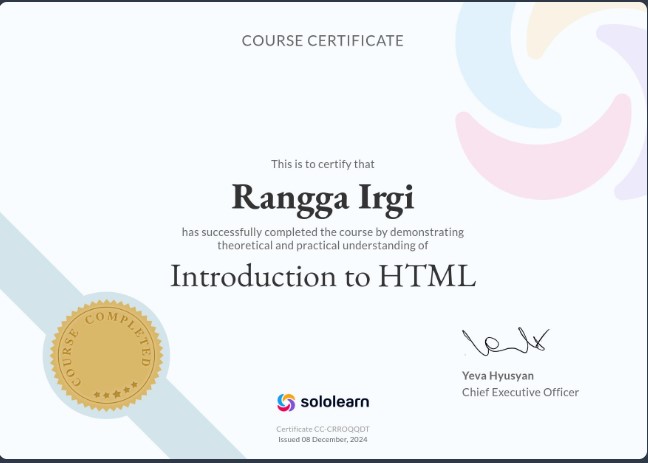 COURSE CERTIFICATE
This is to certify that
Rangga Irgi
has successfully completed the course by demonstrating
theoretical and practical understanding of
Introduction to HTML
COURSE COMPLETED
Yeva Hyusyan
Chief Executive Officer
sololearn
Certificate CC-CRROQQDT
Issued 08 December, 2024